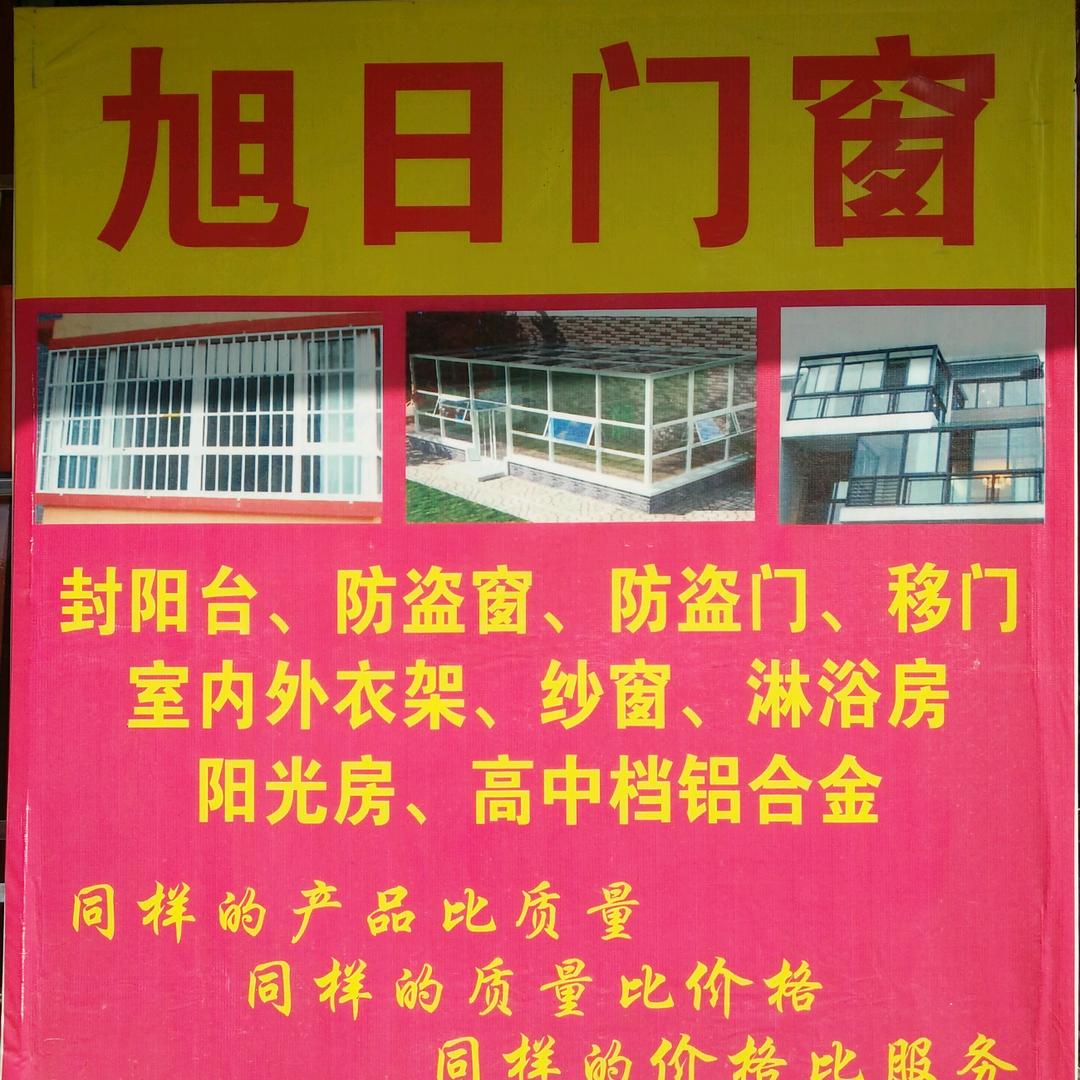 旭日门窗
封阳台、防盗窗、防盗门、移门
室内外衣架、纱窗、淋浴房
阳光房、高中档铝合金
同样的产品比质量
同样的质量比价格
同样的价格比服务